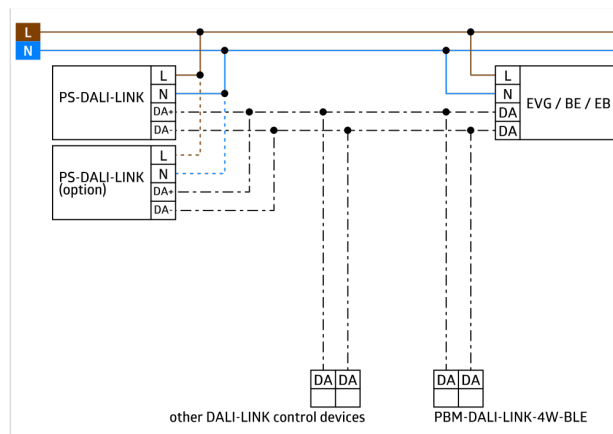 L
N
PS-DALI-LINK
L
N
DA+
DA-
PS-DALI-LINK
(option)
L
N
DA+
DA-
L
N
DA
DA
EVG / BE / EB
DA DA
other DALI-LINK control devices
DA DA
PBM-DALI-LINK-4W-BLE